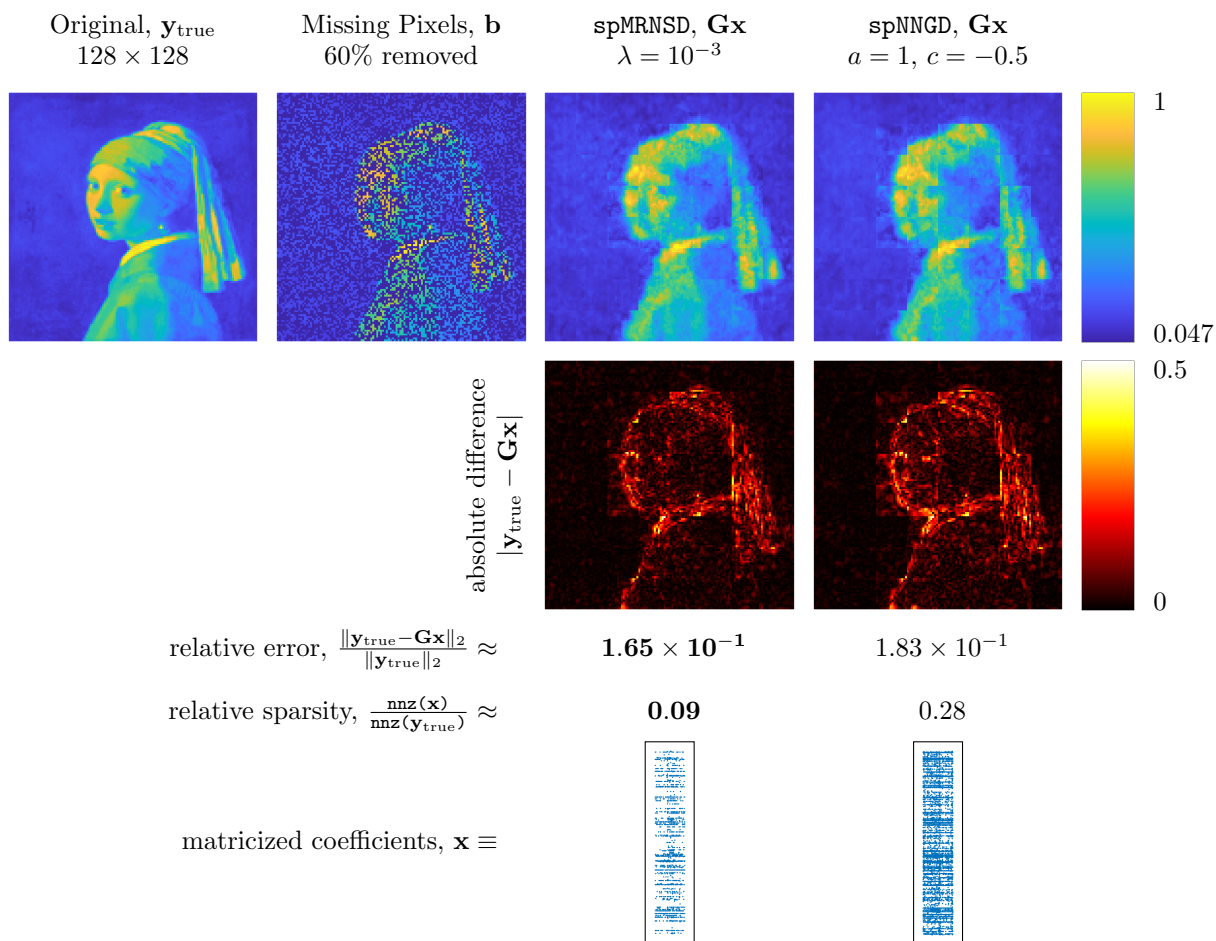 Original, y_true
128 × 128
Missing Pixels, b
60% removed
spMRNSD, Gx
λ = 10⁻³
spNNGD, Gx
a = 1, c = −0.5
1
0.047
absolute difference
|y_true − Gx|
0.5
0
relative error, ‖y_true−Gx‖₂ / ‖y_true‖₂ ≈ 1.65 × 10⁻¹ 1.83 × 10⁻¹
relative sparsity, nnz(x) / nnz(y_true) ≈ 0.09 0.28
matricized coefficients, x ≡